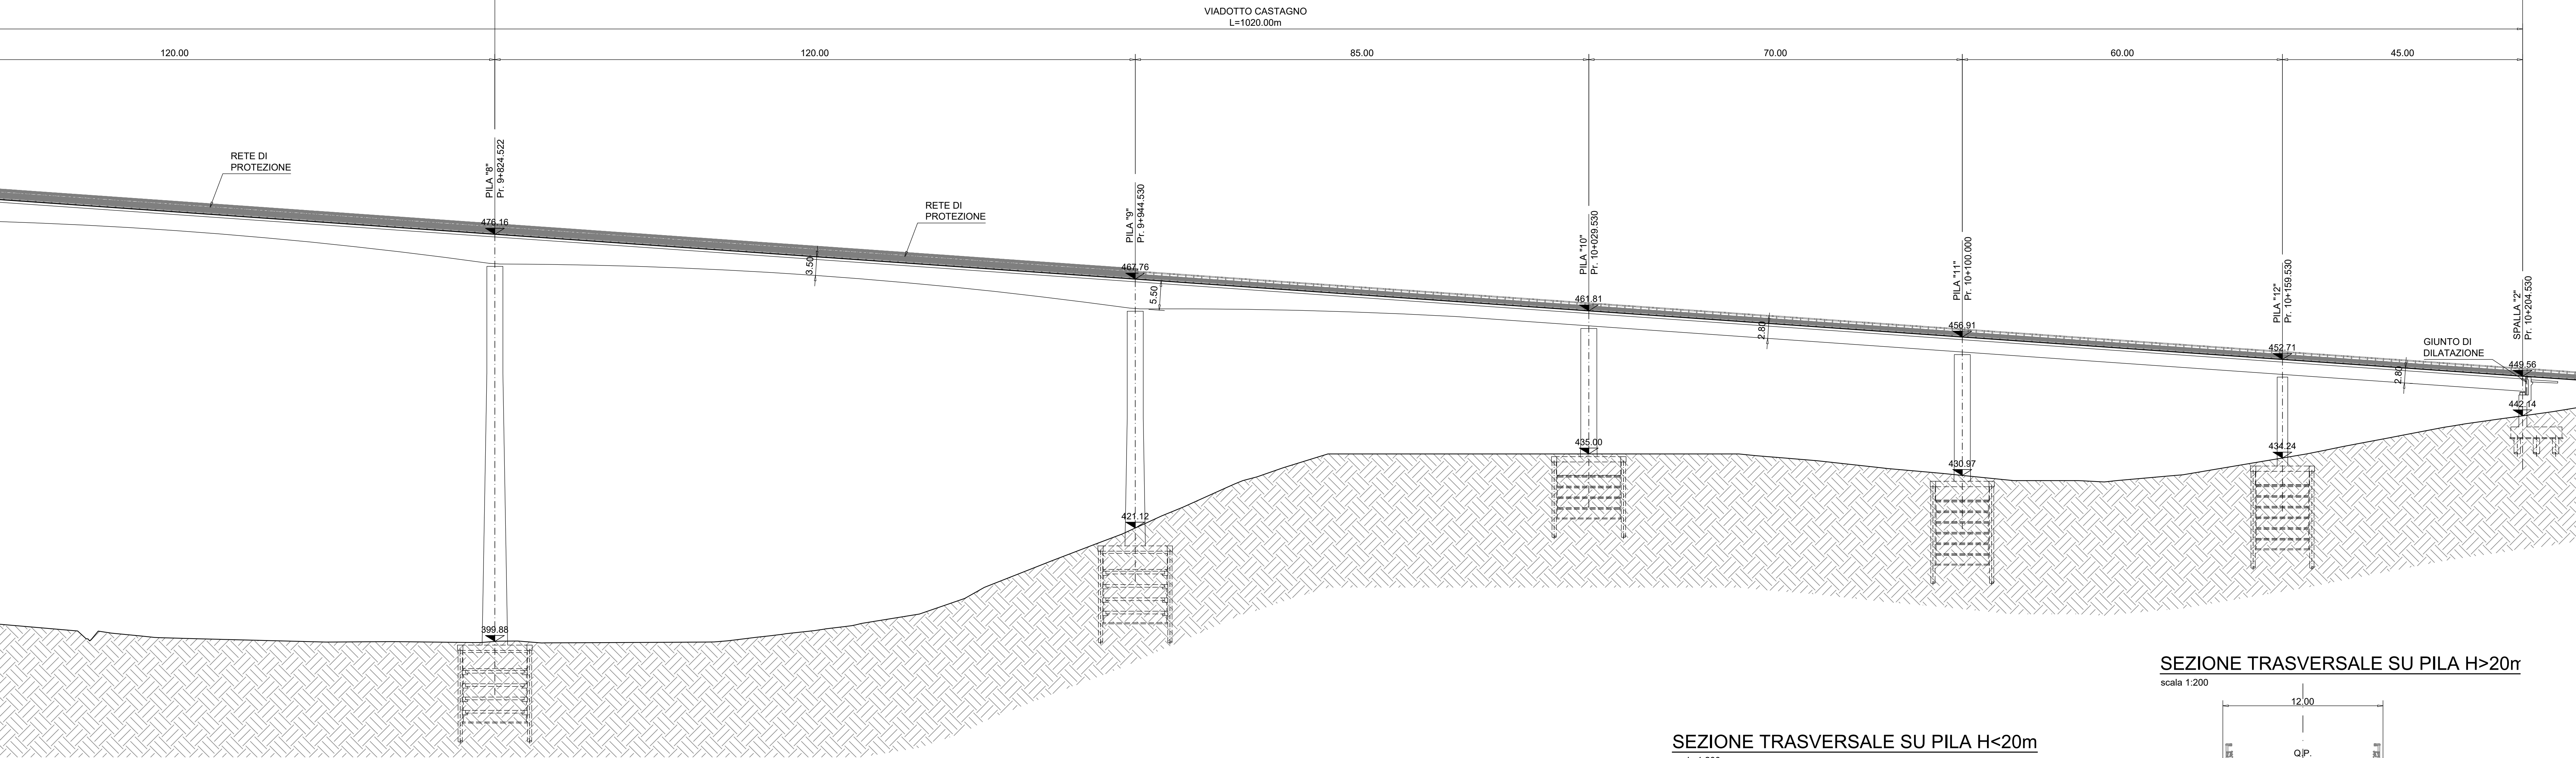 VIADOTTO CASTAGNO
L=1020.00m
120.00
120.00
85.00
70.00
60.00
45.00
RETE DI
PROTEZIONE
PILA "8"
Pr. 9+824.522
476.16
RETE DI
PROTEZIONE
3.50
PILA "9"
Pr. 9+944.530
467.76
5.50
PILA "10"
Pr. 10+029.530
461.81
2.80
PILA "11"
Pr. 10+100.000
456.91
PILA "12"
Pr. 10+159.530
452.71
2.80
GIUNTO DI
DILATAZIONE
SPALLA "2"
Pr. 10+204.530
449.56
442.14
399.88
421.12
435.00
430.97
434.24
SEZIONE TRASVERSALE SU PILA H>20m
scala 1:200
12.00
Q.P.
SEZIONE TRASVERSALE SU PILA H<20m